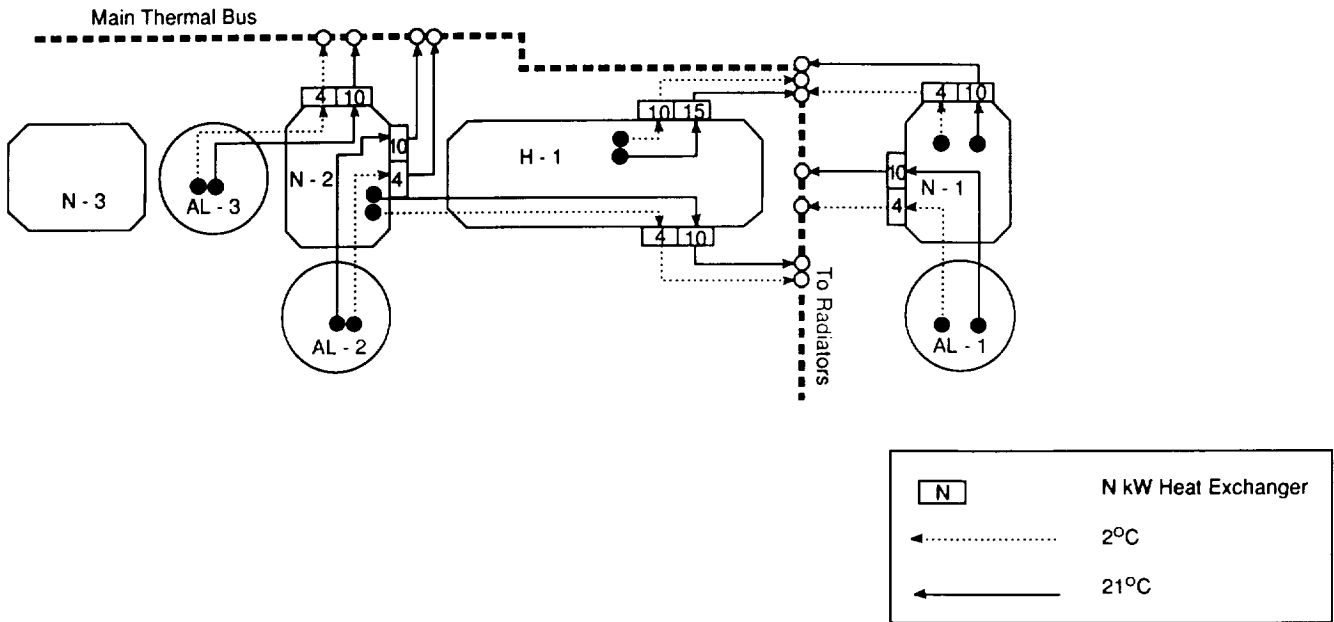 Main Thermal Bus
4 10
10
4
10 15
4 10
4 10
10
4
N - 3
AL - 3
N - 2
H - 1
N - 1
AL - 2
AL - 1
To Radiators
N N kW Heat Exchanger
2°C
21°C